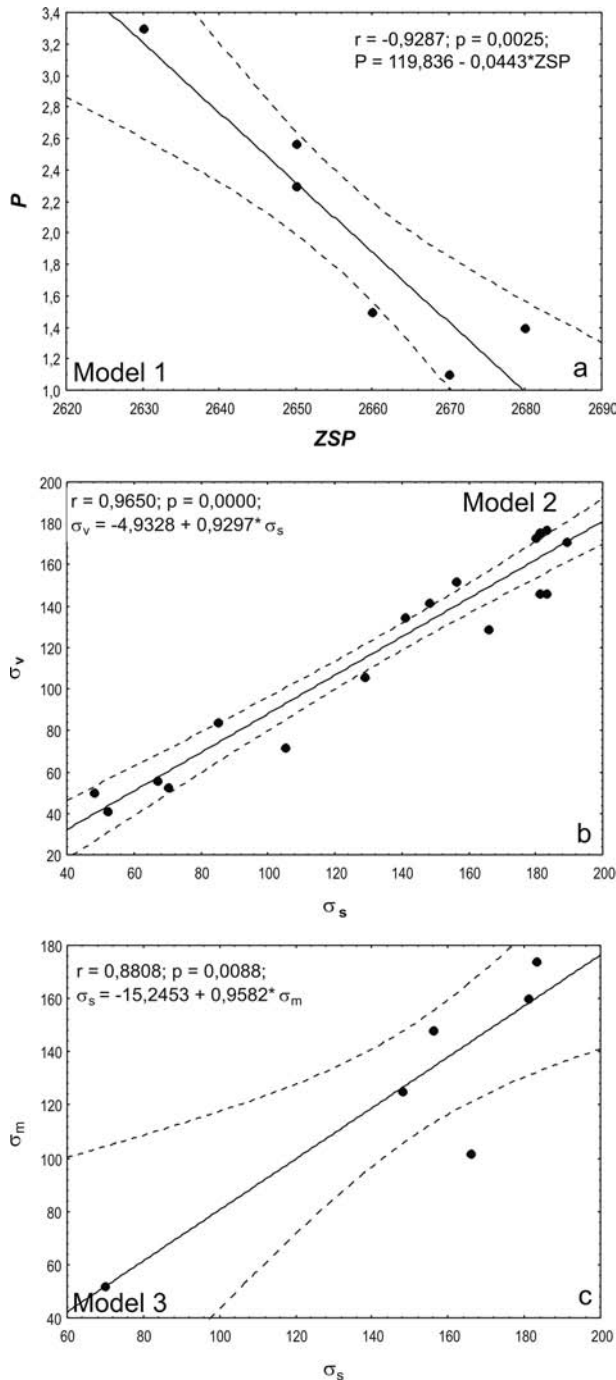 3,4
3,2
3,0
2,8
2,6
2,4
2,2
2,0
1,8
1,6
1,4
1,2
1,0
P
r = -0,9287; p = 0,0025;
P = 119,836 - 0,0443*ZSP
Model 1
a
2620 2630 2640 2650 2660 2670 2680 2690
ZSP
200
180
160
140
120
100
80
60
40
20
σv
r = 0,9650; p = 0,0000;
σv = -4,9328 + 0,9297* σs
Model 2
b
40 60 80 100 120 140 160 180 200
σs
180
160
140
120
100
80
60
40
σm
r = 0,8808; p = 0,0088;
σs = -15,2453 + 0,9582* σm
Model 3
c
60 80 100 120 140 160 180 200
σs